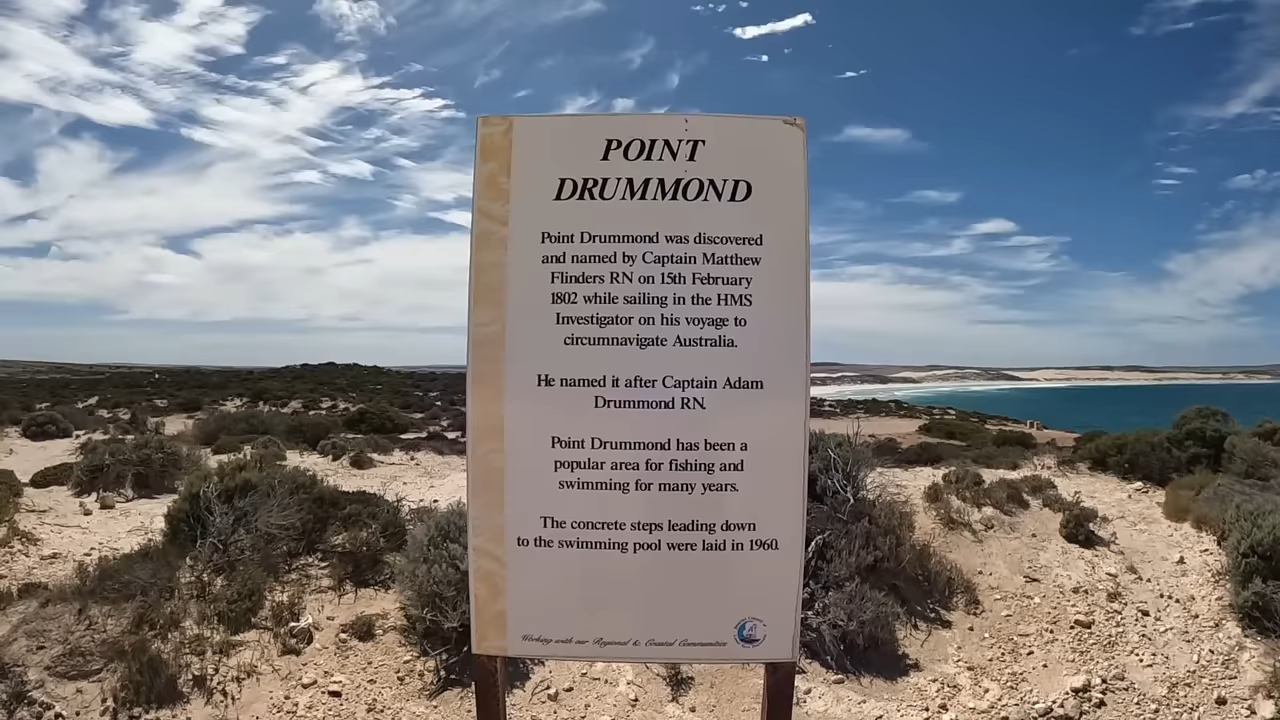 POINT
DRUMMOND
Point Drummond was discovered
and named by Captain Matthew
Flinders RN on 15th February
1802 while sailing in the HMS
Investigator on his voyage to
circumnavigate Australia.
He named it after Captain Adam
Drummond RN.
Point Drummond has been a
popular area for fishing and
swimming for many years.
The concrete steps leading down
to the swimming pool were laid in 1960.
Working with our Regional & Coastal Communities